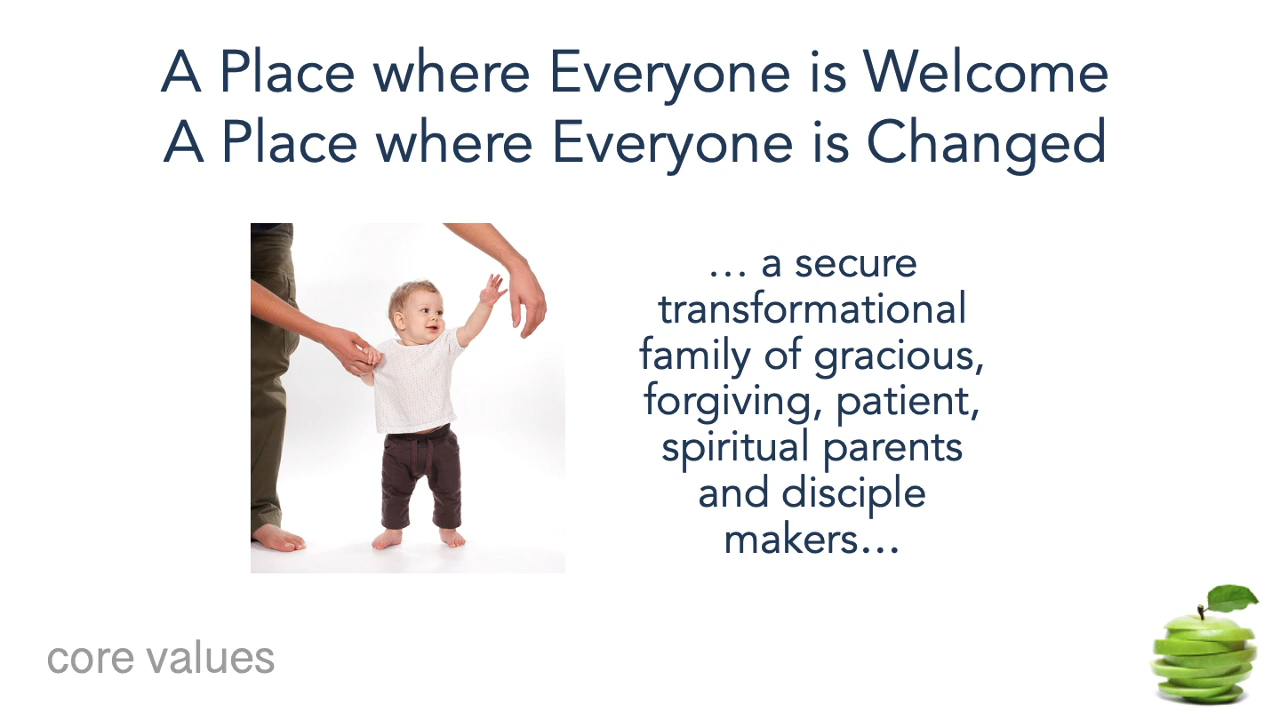 A Place where Everyone is Welcome
A Place where Everyone is Changed
… a secure
transformational
family of gracious,
forgiving, patient,
spiritual parents
and disciple
makers…
core values